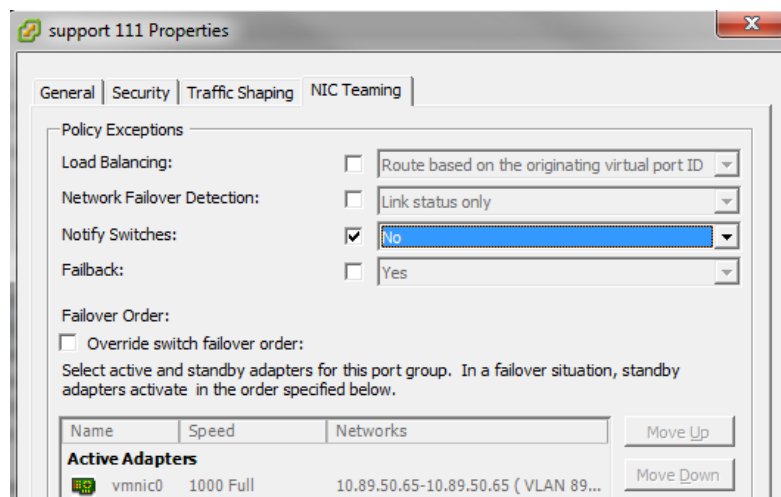 support 111 Properties
General Security Traffic Shaping NIC Teaming
Policy Exceptions
Load Balancing: Route based on the originating virtual port ID
Network Failover Detection: Link status only
Notify Switches: No
Failback: Yes
Failover Order:
Override switch failover order:
Select active and standby adapters for this port group. In a failover situation, standby
adapters activate in the order specified below.
Name Speed Networks Move Up
Active Adapters
vmnic0 1000 Full 10.89.50.65-10.89.50.65 ( VLAN 89... Move Down